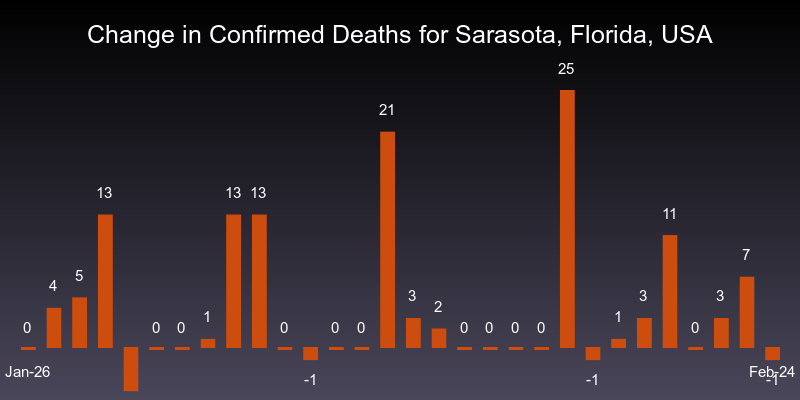 Change in Confirmed Deaths for Sarasota, Florida, USA
25
21
13 13 13
11
7
4 5
3 3 3
2
1 1
0 0 0 0 0 0 0 0 0 0 0
Jan-26 Feb-24
-1 -1 -1